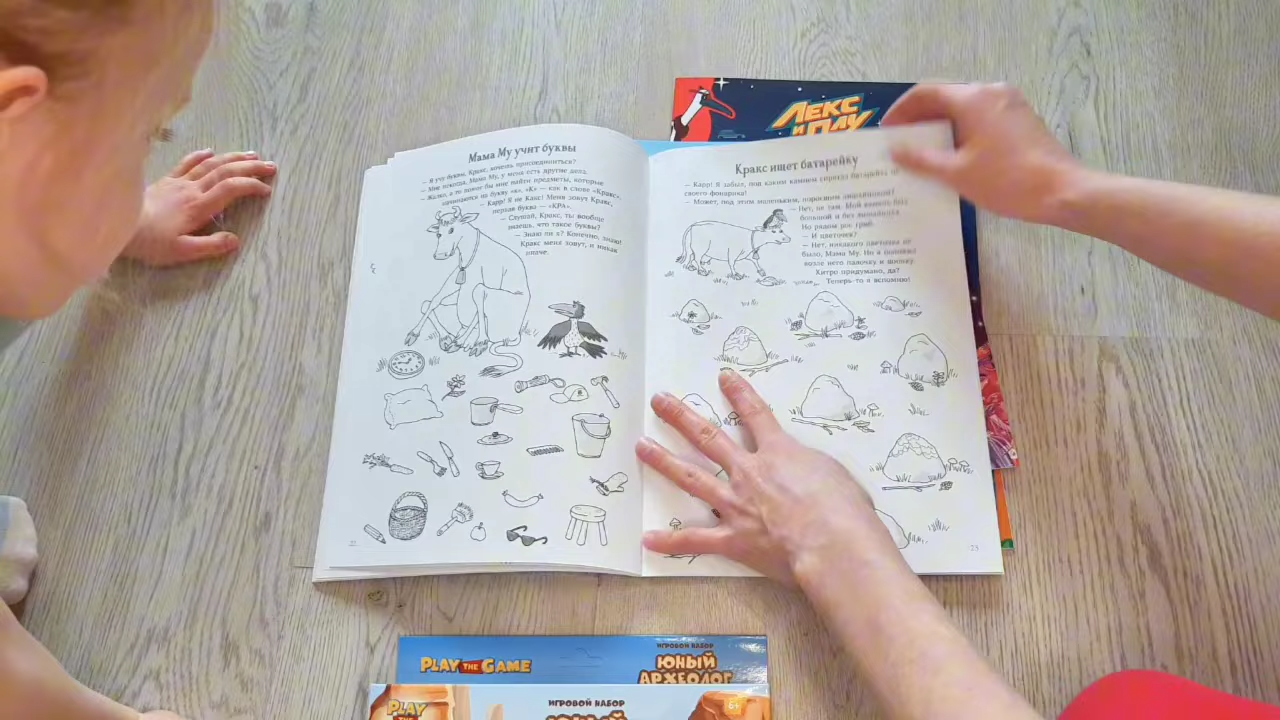 ЛЕКС
И ПЛУ
Мама Му учит буквы
— Я учу буквы, Кракс, хочешь присоединиться?
— Мне некогда, Мама Му, у меня есть другие дела.
— Жалко, а то помог бы мне найти предметы, которые
начинаются на букву «к». «К» — как в слове «Кракс».
— Карр! Я не Какс! Меня зовут Кракс,
первая буква — «КРА».
— Слушай, Кракс, ты вообще
знаешь, что такое буквы?
— Знаю ли я? Конечно, знаю!
Кракс меня зовут, и никак
иначе.
Кракс ищет батарейку
— Карр! Я забыл, под каким камнем спрятал батарейку от
своего фонарика!
— Может, под этим маленьким, поросшим лишайником?
— Нет, не там. Мой камень был
большой и без лишайника.
Но рядом рос гриб.
— И цветочек?
— Нет, никакого цветочка не
было, Мама Му. Но я положил
возле него палочку и шишку.
Хитро придумано, да?
Теперь-то я вспомню!
23
PLAY THE GAME
ИГРОВОЙ НАБОР
ЮНЫЙ
АРХЕОЛОГ
PLAY
THE
ИГРОВОЙ НАБОР
ЮНЫЙ
6+